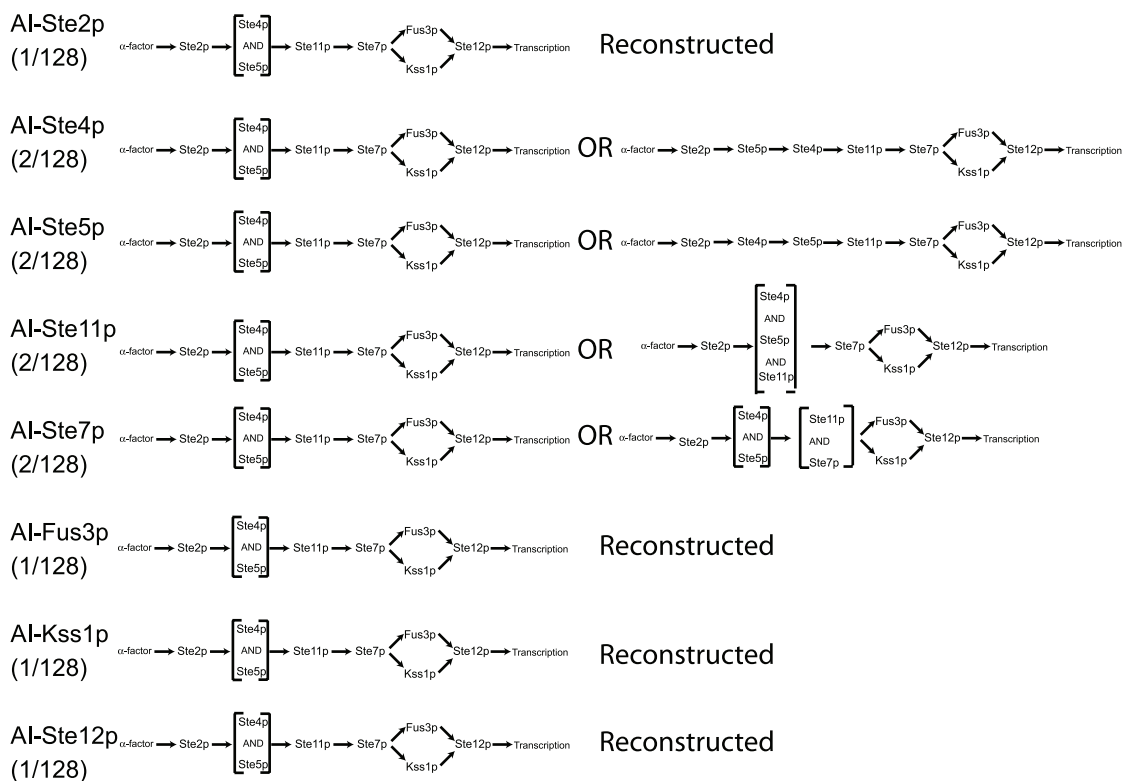 AI-Ste2p
(1/128)
α-factor Ste2p Ste4p AND Ste5p Ste11p Ste7p Fus3p Kss1p Ste12p Transcription Reconstructed
AI-Ste4p
(2/128)
α-factor Ste2p Ste4p AND Ste5p Ste11p Ste7p Fus3p Kss1p Ste12p Transcription OR α-factor Ste2p Ste5p Ste4p Ste11p Ste7p Fus3p Kss1p Ste12p Transcription
AI-Ste5p
(2/128)
α-factor Ste2p Ste4p AND Ste5p Ste11p Ste7p Fus3p Kss1p Ste12p Transcription OR α-factor Ste2p Ste4p Ste5p Ste11p Ste7p Fus3p Kss1p Ste12p Transcription
AI-Ste11p
(2/128)
α-factor Ste2p Ste4p AND Ste5p Ste11p Ste7p Fus3p Kss1p Ste12p Transcription OR α-factor Ste2p Ste4p AND Ste5p AND Ste11p Ste7p Fus3p Kss1p Ste12p Transcription
AI-Ste7p
(2/128)
α-factor Ste2p Ste4p AND Ste5p Ste11p Ste7p Fus3p Kss1p Ste12p Transcription OR α-factor Ste2p Ste4p AND Ste5p Ste11p AND Ste7p Fus3p Kss1p Ste12p Transcription
AI-Fus3p
(1/128)
α-factor Ste2p Ste4p AND Ste5p Ste11p Ste7p Fus3p Kss1p Ste12p Transcription Reconstructed
AI-Kss1p
(1/128)
α-factor Ste2p Ste4p AND Ste5p Ste11p Ste7p Fus3p Kss1p Ste12p Transcription Reconstructed
AI-Ste12p
(1/128)
α-factor Ste2p Ste4p AND Ste5p Ste11p Ste7p Fus3p Kss1p Ste12p Transcription Reconstructed